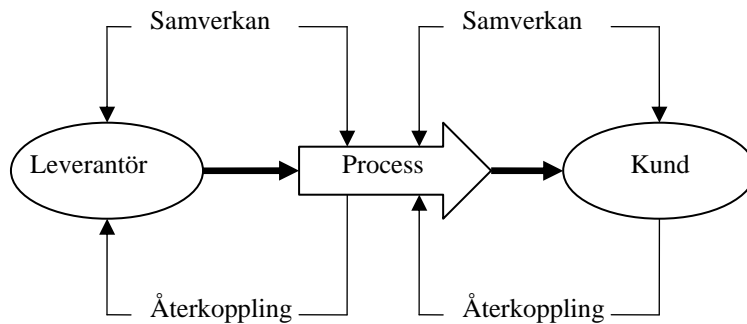 Samverkan
Samverkan
Leverantör
Process
Kund
Återkoppling
Återkoppling